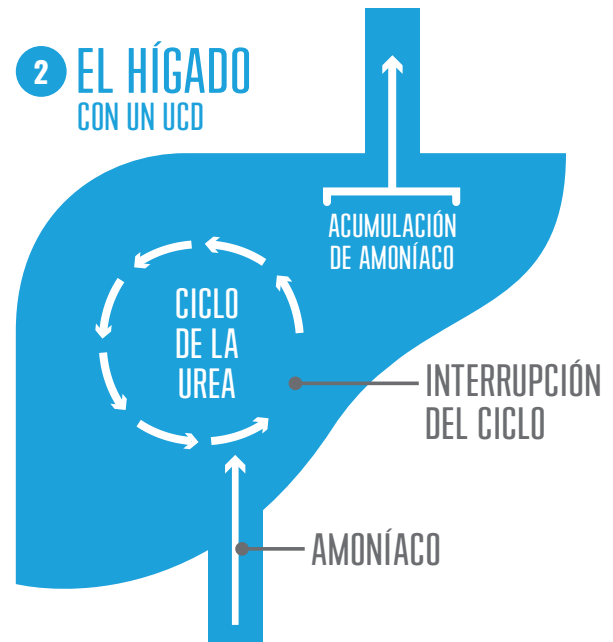 2 EL HÍGADO
CON UN UCD
ACUMULACIÓN
DE AMONÍACO
CICLO
DE LA
UREA
INTERRUPCIÓN
DEL CICLO
AMONÍACO